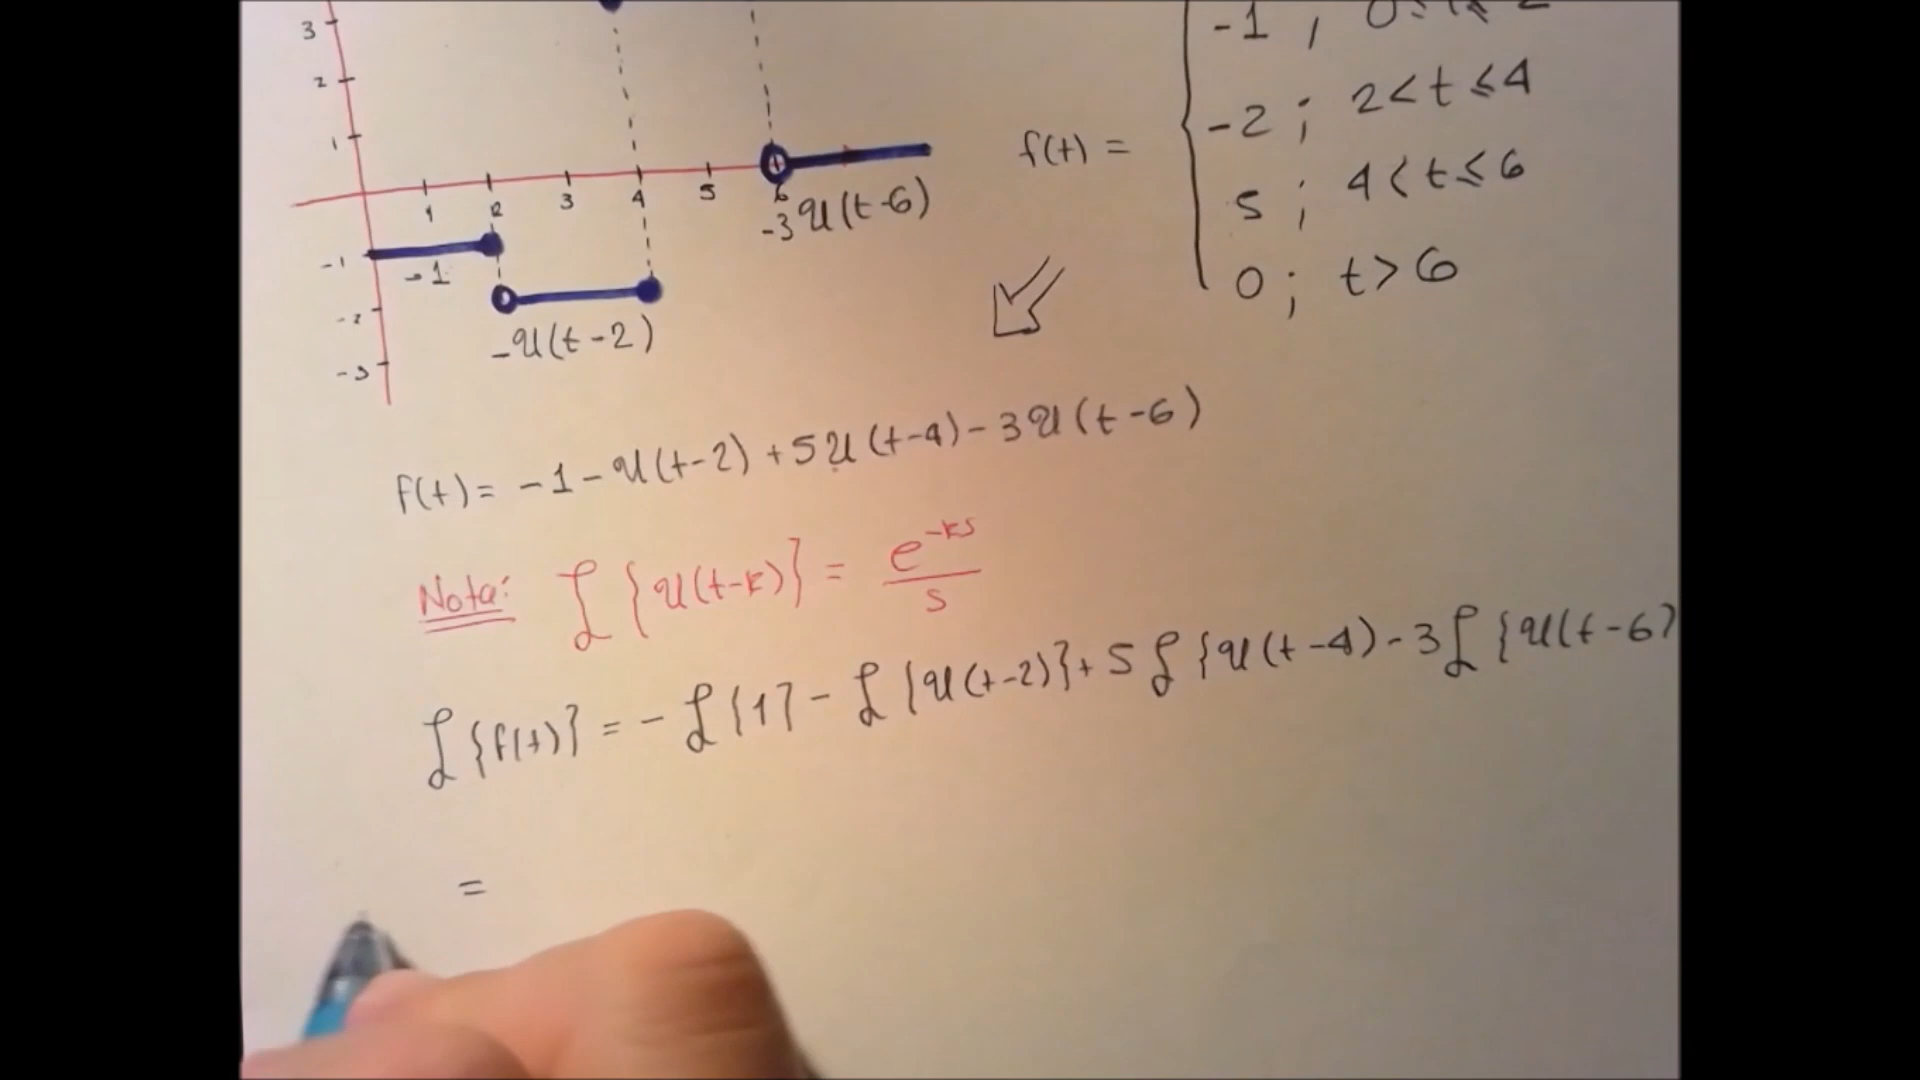 3
2
1
1 2 3 4 5 6
-1
-2
-3
-1
-3𝒰(t-6)
-𝒰(t-2)
-1 ;
f(t) =
-2 ; 2<t≤4
5 ; 4<t≤6
0 ; t>6
f(t) = -1-𝒰(t-2)+5𝒰(t-4)-3𝒰(t-6)
Nota: ℒ{𝒰(t-k)} = e^-ks / s
ℒ{f(t)} = -ℒ{1}-ℒ{𝒰(t-2)}+5ℒ{𝒰(t-4)-3ℒ{𝒰(t-6)
=